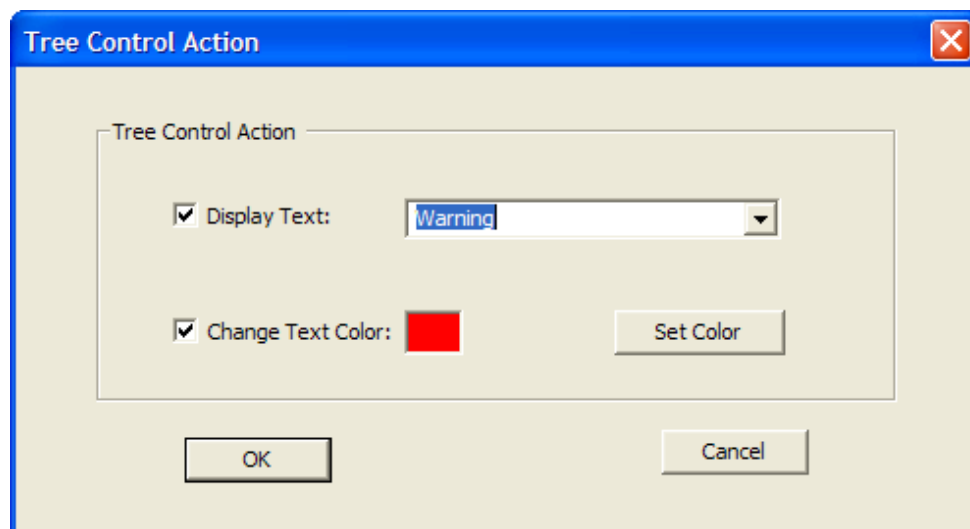 Tree Control Action
Tree Control Action
Display Text: Warning
Change Text Color: Set Color
OK Cancel